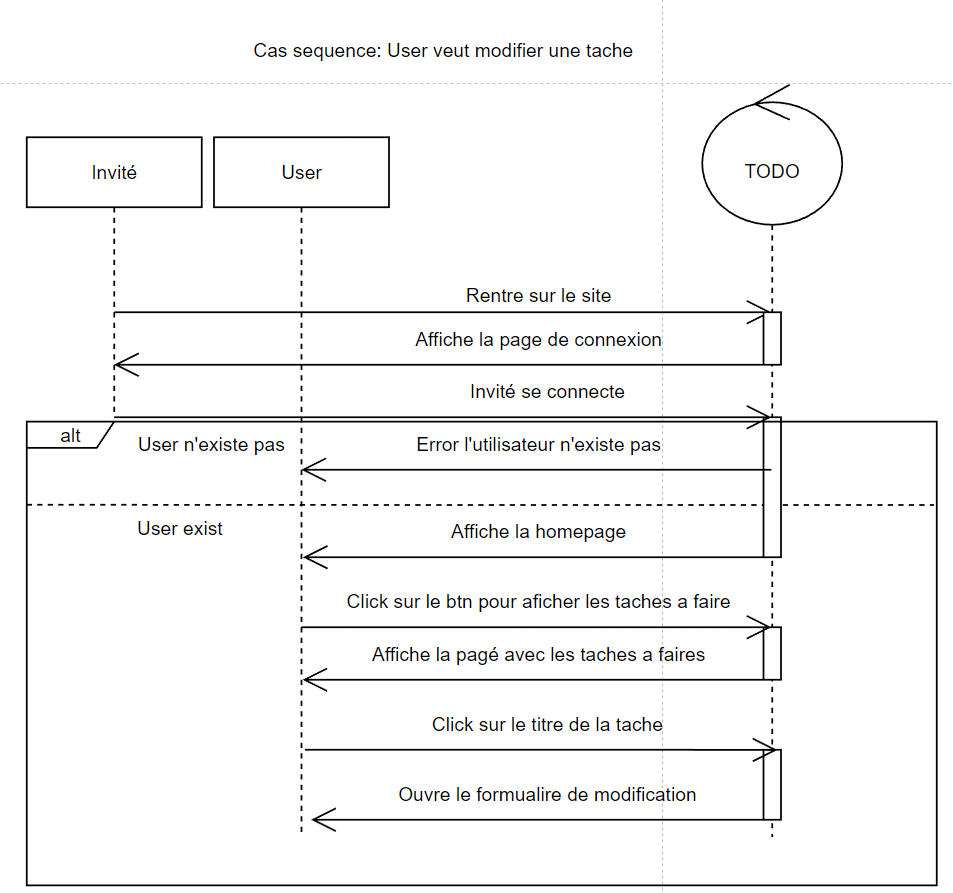 Cas sequence: User veut modifier une tache
Invité
User
TODO
Rentre sur le site
Affiche la page de connexion
Invité se connecte
alt
User n'existe pas
Error l'utilisateur n'existe pas
User exist
Affiche la homepage
Click sur le btn pour aficher les taches a faire
Affiche la pagé avec les taches a faires
Click sur le titre de la tache
Ouvre le formualire de modification